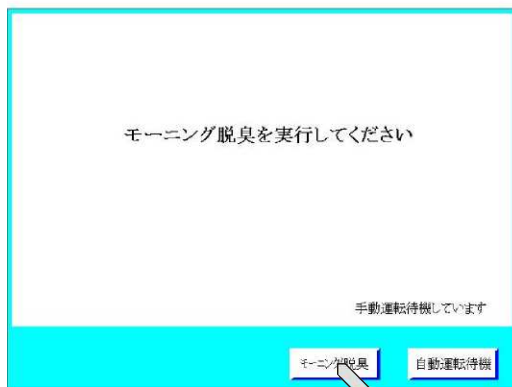 モーニング脱臭を実行してください
手動運転待機しています
モーニング脱臭
自動運転待機